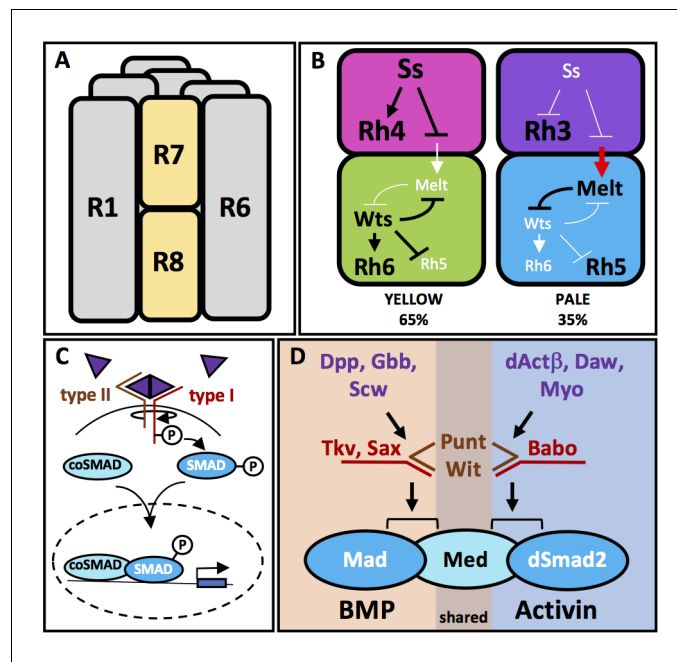 A
R1
R7
R8
R6
B
Ss
Rh4
Melt
Wts
Rh6
Rh5
YELLOW
65%
Ss
Rh3
Melt
Wts
Rh6
Rh5
PALE
35%
C
type II
type I
P
coSMAD
SMAD
P
P
coSMAD
SMAD
D
Dpp, Gbb,
Scw
dActβ, Daw,
Myo
Tkv, Sax
Punt
Wit
Babo
Mad
Med
dSmad2
BMP
shared
Activin